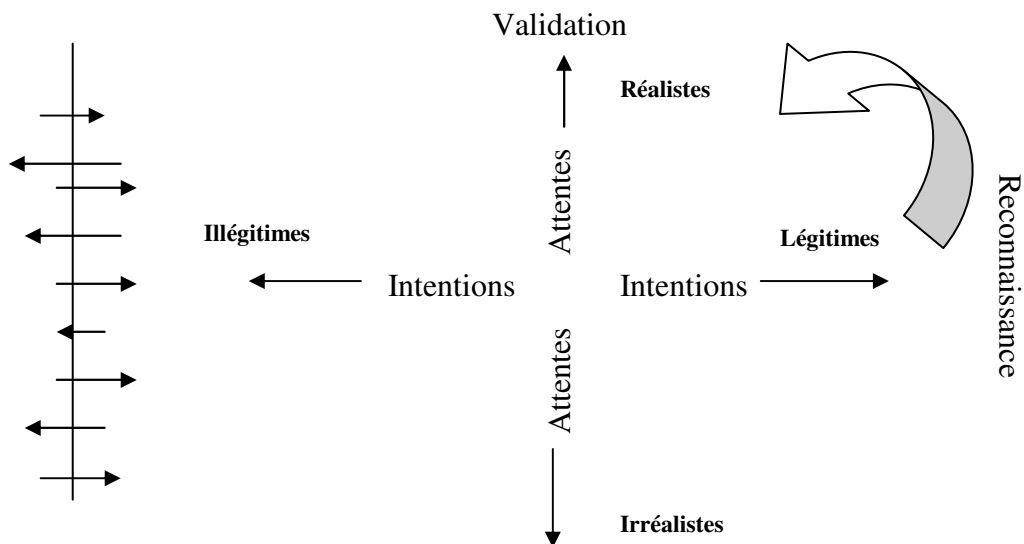 Validation
Réalistes
Attentes
Reconnaissance
Illégitimes
Légitimes
Intentions
Intentions
Attentes
Irréalistes